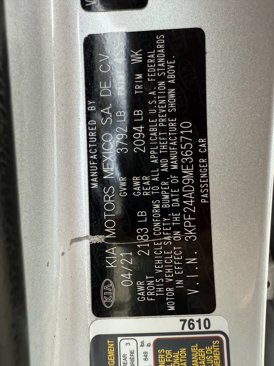 MANUFACTURED BY
KIA MOTORS MEXICO S.A. DE C.V.
04/21 GVWR 3792 LB
GAWR FRONT 2183 LB GAWR REAR 2094 LB TRIM WK
THIS VEHICLE CONFORMS TO ALL APPLICABLE U.S.A. FEDERAL
MOTOR VEHICLE SAFETY, BUMPER, AND THEFT PREVENTION STANDARDS
IN EFFECT ON THE DATE OF MANUFACTURE SHOWN ABOVE.
V.I.N. 3KPF24AD9ME365710
PASSENGER CAR
KIA
7610